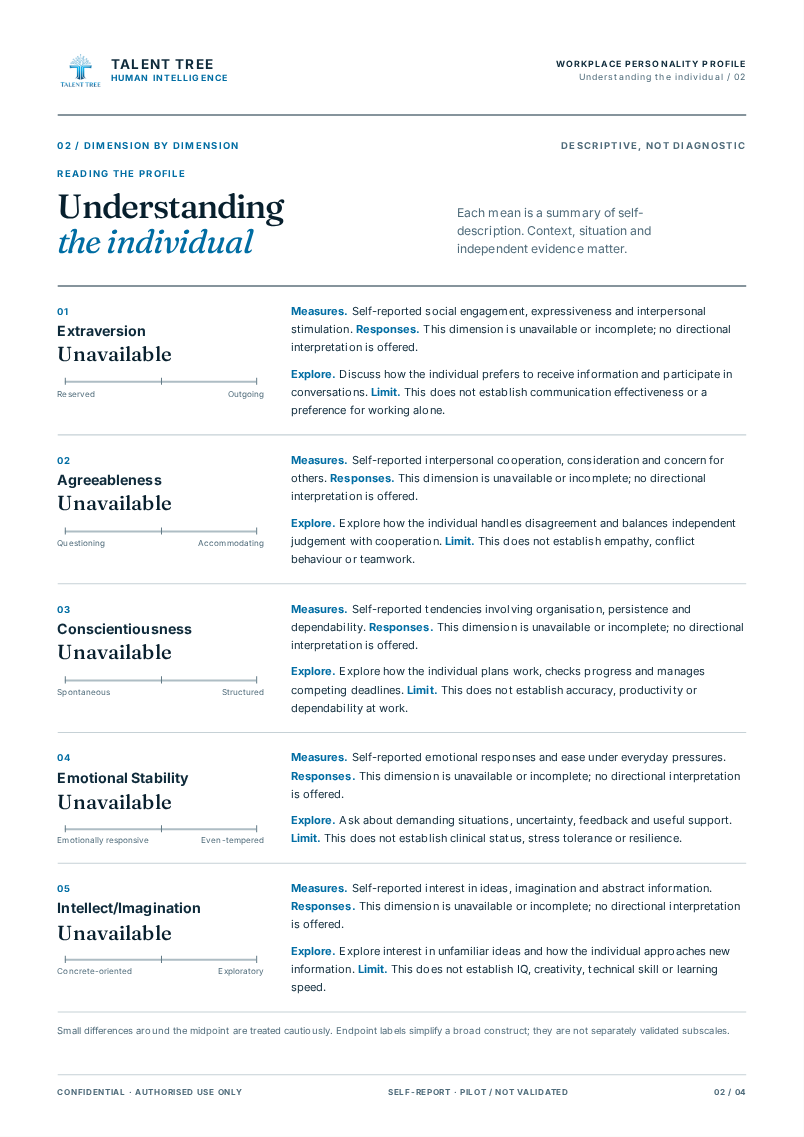 TALENT TREE
TALENT TREE
HUMAN INTELLIGENCE
WORKPLACE PERSONALITY PROFILE
Understanding the individual / 02
02 / DIMENSION BY DIMENSION
DESCRIPTIVE, NOT DIAGNOSTIC
READING THE PROFILE
Understanding
the individual
Each mean is a summary of self-
description. Context, situation and
independent evidence matter.
01
Extraversion
Unavailable
Reserved
Outgoing
Measures. Self-reported social engagement, expressiveness and interpersonal
stimulation. Responses. This dimension is unavailable or incomplete; no directional
interpretation is offered.
Explore. Discuss how the individual prefers to receive information and participate in
conversations. Limit. This does not establish communication effectiveness or a
preference for working alone.
02
Agreeableness
Unavailable
Questioning
Accommodating
Measures. Self-reported interpersonal cooperation, consideration and concern for
others. Responses. This dimension is unavailable or incomplete; no directional
interpretation is offered.
Explore. Explore how the individual handles disagreement and balances independent
judgement with cooperation. Limit. This does not establish empathy, conflict
behaviour or teamwork.
03
Conscientiousness
Unavailable
Spontaneous
Structured
Measures. Self-reported tendencies involving organisation, persistence and
dependability. Responses. This dimension is unavailable or incomplete; no directional
interpretation is offered.
Explore. Explore how the individual plans work, checks progress and manages
competing deadlines. Limit. This does not establish accuracy, productivity or
dependability at work.
04
Emotional Stability
Unavailable
Emotionally responsive
Even-tempered
Measures. Self-reported emotional responses and ease under everyday pressures.
Responses. This dimension is unavailable or incomplete; no directional interpretation
is offered.
Explore. Ask about demanding situations, uncertainty, feedback and useful support.
Limit. This does not establish clinical status, stress tolerance or resilience.
05
Intellect/Imagination
Unavailable
Concrete-oriented
Exploratory
Measures. Self-reported interest in ideas, imagination and abstract information.
Responses. This dimension is unavailable or incomplete; no directional interpretation
is offered.
Explore. Explore interest in unfamiliar ideas and how the individual approaches new
information. Limit. This does not establish IQ, creativity, technical skill or learning
speed.
Small differences around the midpoint are treated cautiously. Endpoint labels simplify a broad construct; they are not separately validated subscales.
CONFIDENTIAL · AUTHORISED USE ONLY
SELF-REPORT · PILOT / NOT VALIDATED
02 / 04